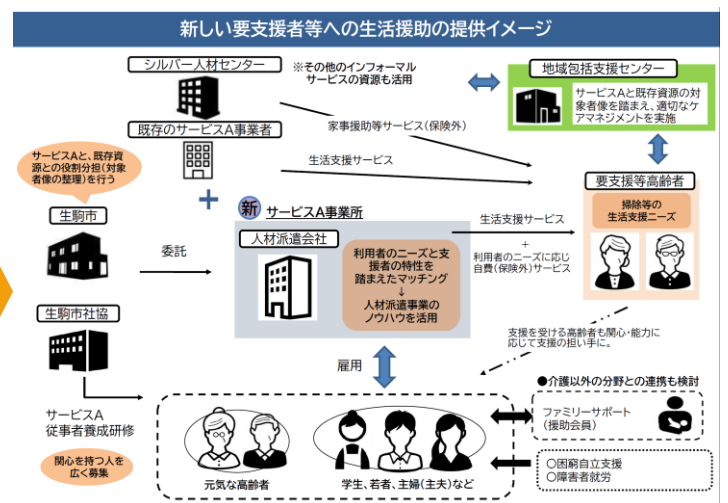 新しい要支援者等への生活援助の提供イメージ
シルバー人材センター
※その他のインフォーマル
サービスの資源も活用
地域包括支援センター
サービスAと既存資源の対
象者像を踏まえ、適切なケ
アマネジメントを実施
既存のサービスA事業者
家事援助等サービス(保険外)
生活支援サービス
サービスAと、既存資
源との役割分担(対象
者像の整理)を行う
生駒市
+
要支援等高齢者
掃除等の
生活支援ニーズ
新 サービスA事業所
人材派遣会社
利用者のニーズと支
援者の特性を
踏まえたマッチング
↓
人材派遣事業の
ノウハウを活用
委託
生活支援サービス
+
利用者のニーズに応じ
自費(保険外)サービス
生駒市社協
支援を受ける高齢者も関心・能力に
応じて支援の担い手に。
雇用
サービスA
従事者養成研修
関心を持つ人を
広く募集
元気な高齢者
学生、若者、主婦(主夫)など
●介護以外の分野との連携も検討
ファミリーサポート
(援助会員)
○困窮自立支援
○障害者就労